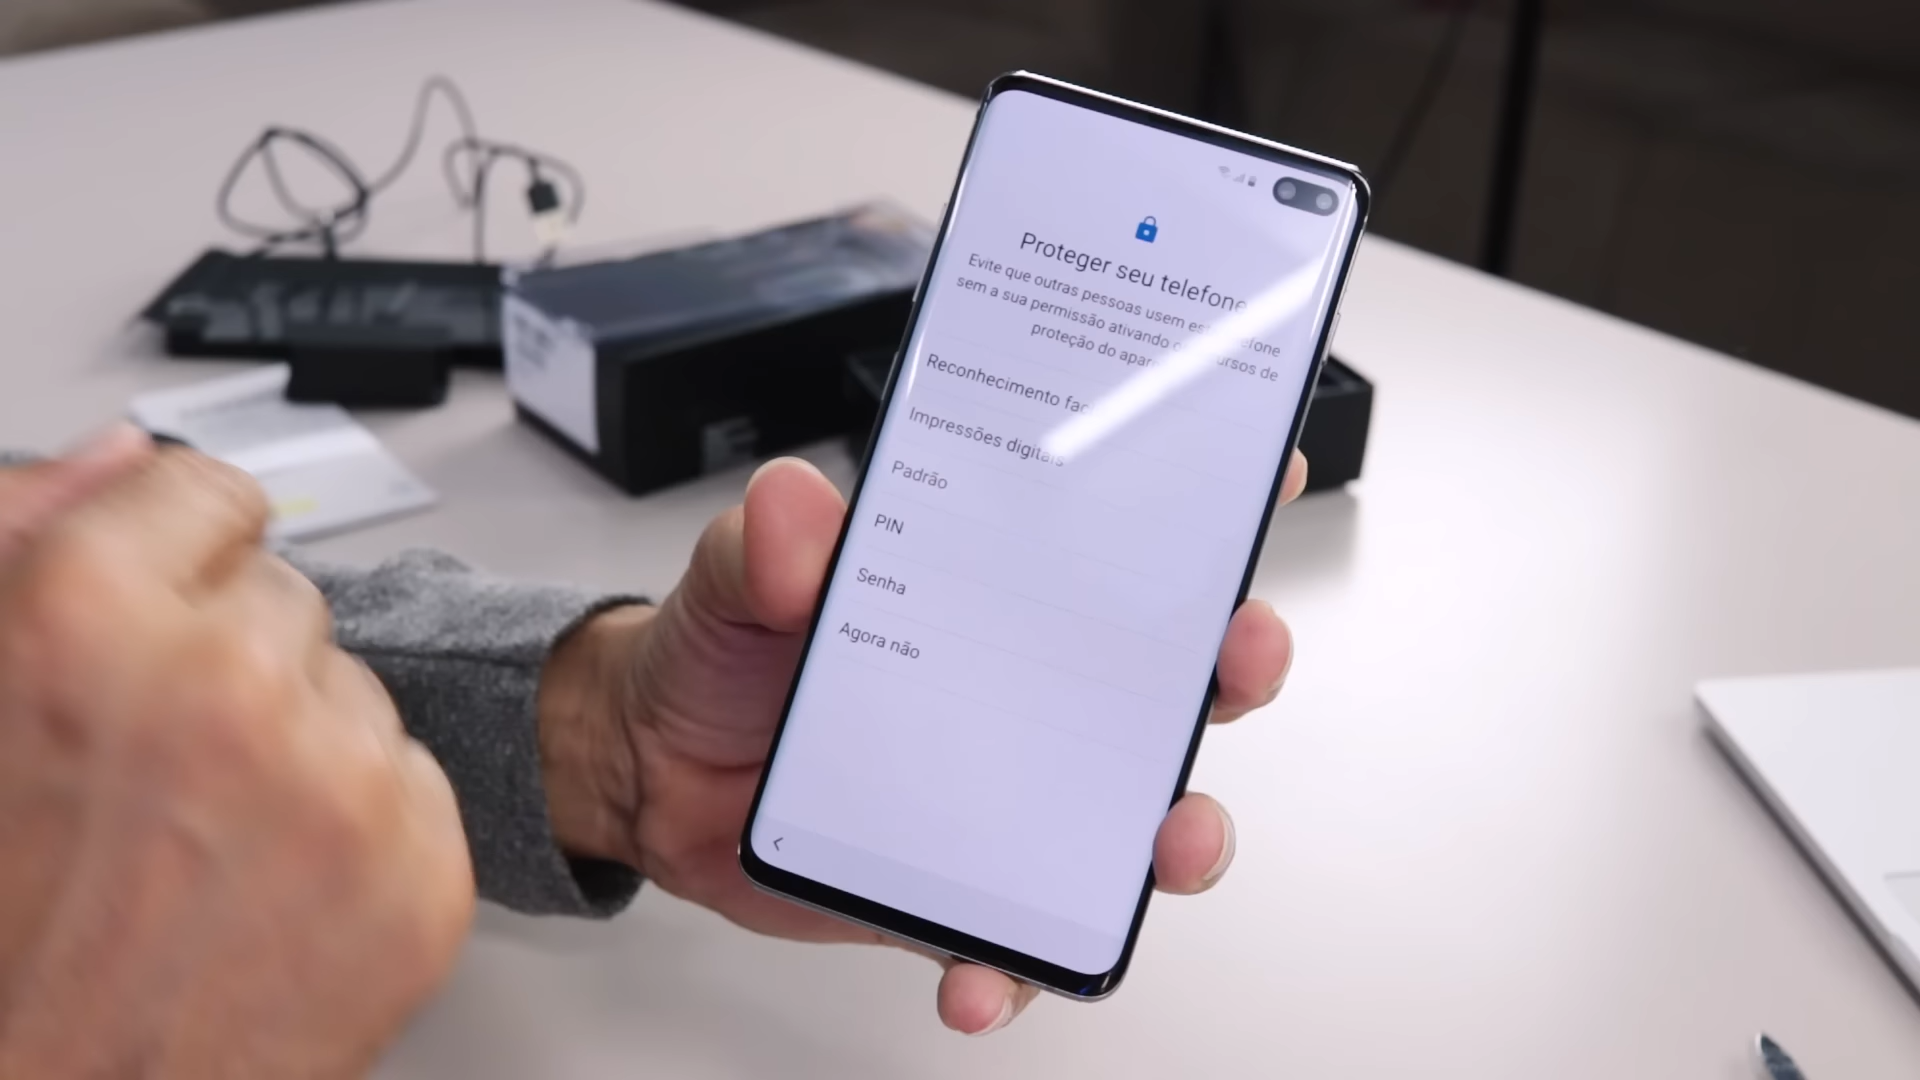 Proteger seu telefone
Evite que outras pessoas usem
sem a sua permissão ativando
proteção do
Reconhecimento
Impressões digitais
Padrão
PIN
Senha
Agora não